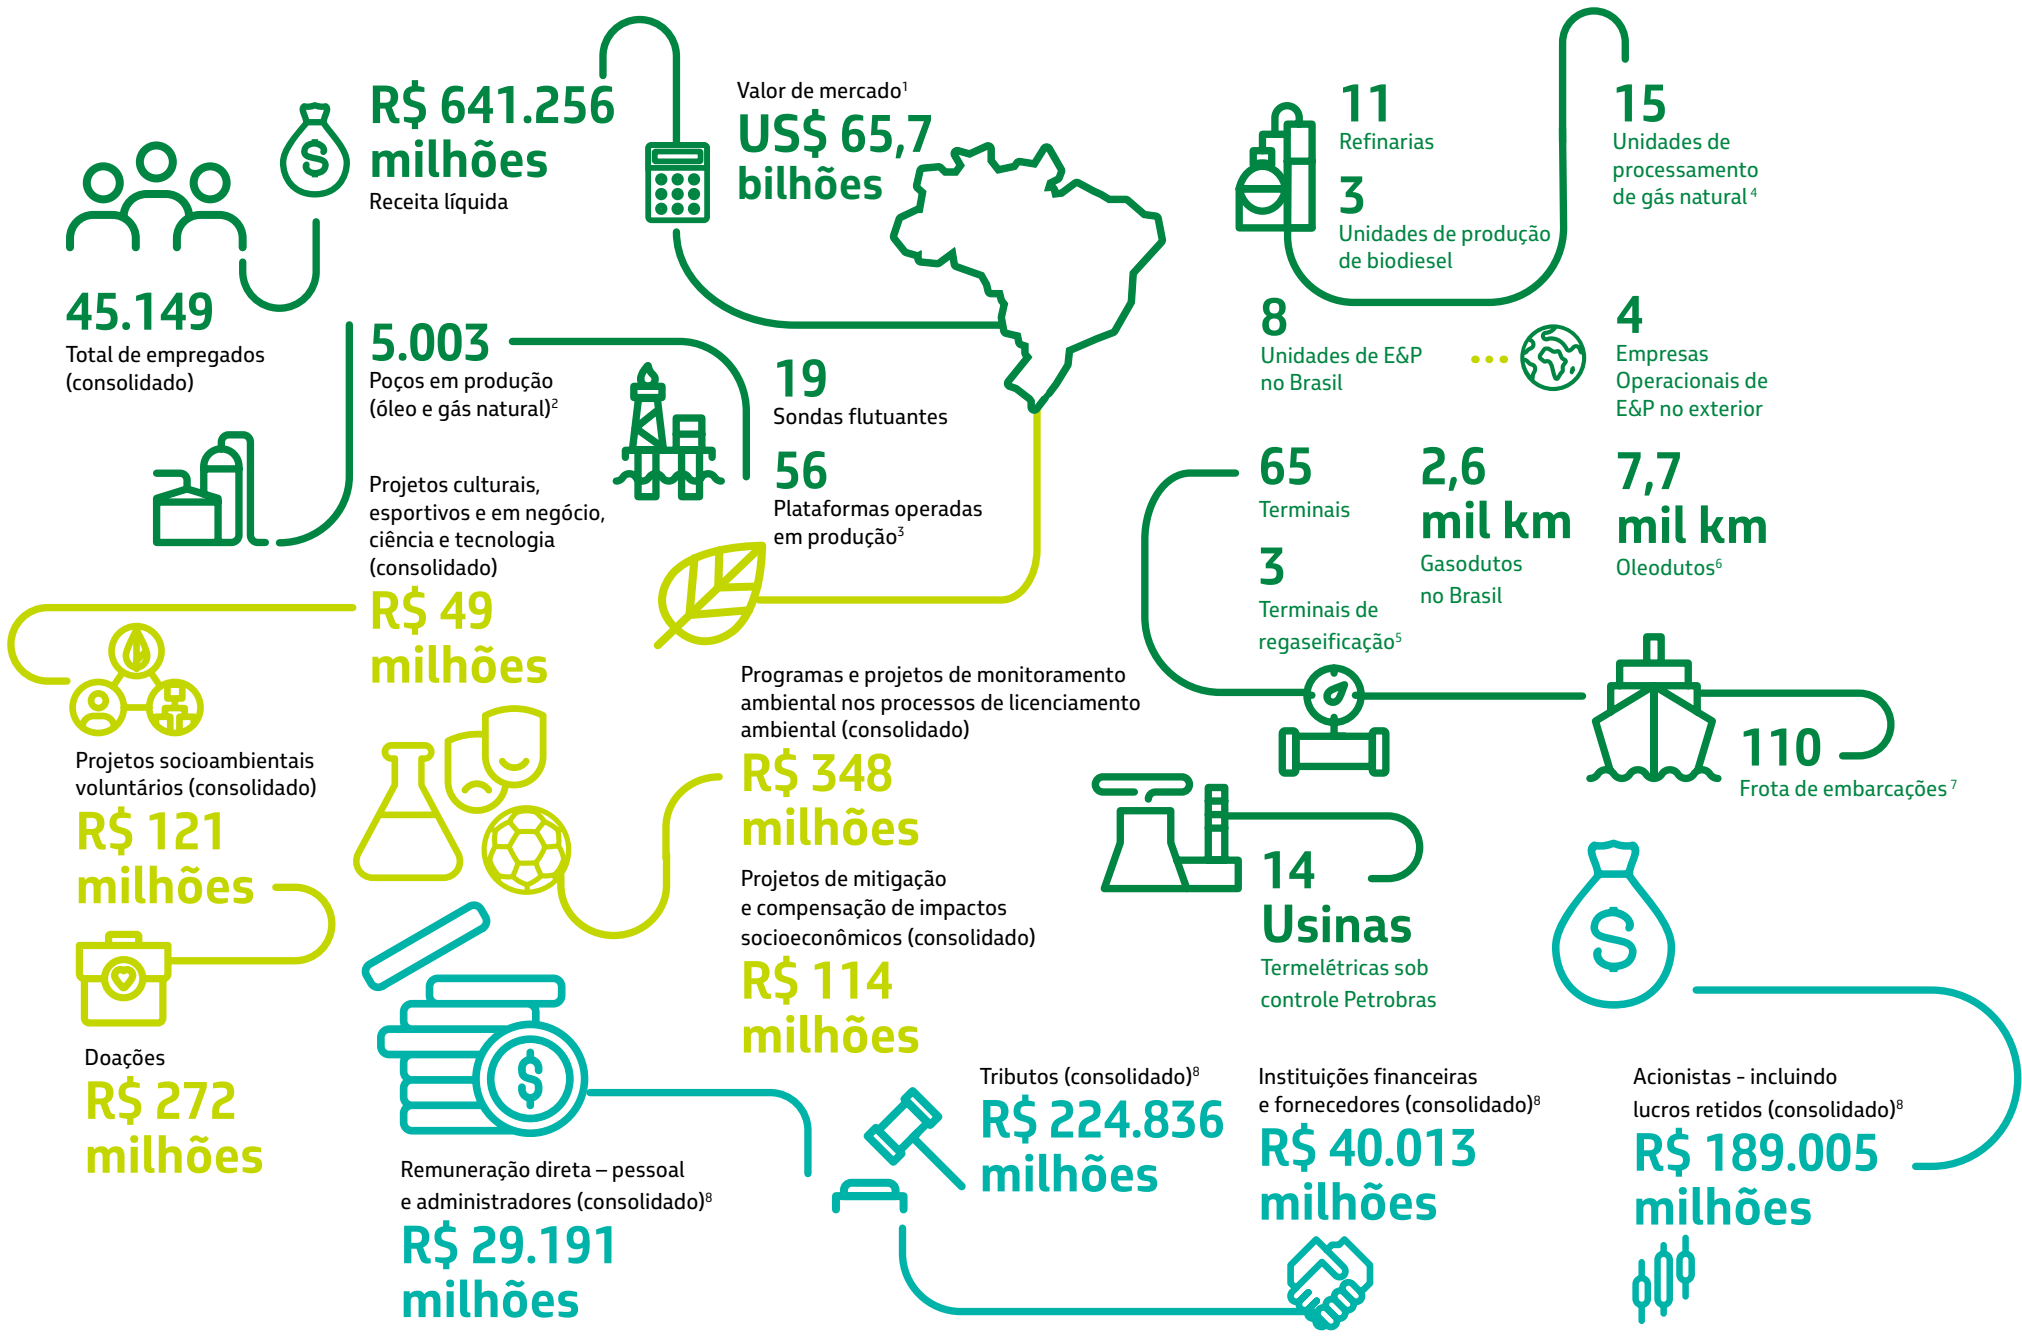 R$ 641.256
milhões
Receita líquida
Valor de mercado¹
US$ 65,7
bilhões
45.149
Total de empregados
(consolidado)
5.003
Poços em produção
(óleo e gás natural)²
19
Sondas flutuantes
56
Plataformas operadas
em produção³
11
Refinarias
3
Unidades de produção
de biodiesel
15
Unidades de
processamento
de gás natural⁴
8
Unidades de E&P
no Brasil
4
Empresas
Operacionais de
E&P no exterior
65
Terminais
3
Terminais de
regaseificação⁵
2,6
mil km
Gasodutos
no Brasil
7,7
mil km
Oleodutos⁶
110
Frota de embarcações⁷
14
Usinas
Termelétricas sob
controle Petrobras
Projetos culturais,
esportivos e em negócio,
ciência e tecnologia
(consolidado)
R$ 49
milhões
Projetos socioambientais
voluntários (consolidado)
R$ 121
milhões
Doações
R$ 272
milhões
Programas e projetos de monitoramento
ambiental nos processos de licenciamento
ambiental (consolidado)
R$ 348
milhões
Projetos de mitigação
e compensação de impactos
socioeconômicos (consolidado)
R$ 114
milhões
Remuneração direta – pessoal
e administradores (consolidado)⁸
R$ 29.191
milhões
Tributos (consolidado)⁸
R$ 224.836
milhões
Instituições financeiras
e fornecedores (consolidado)⁸
R$ 40.013
milhões
Acionistas - incluindo
lucros retidos (consolidado)⁸
R$ 189.005
milhões